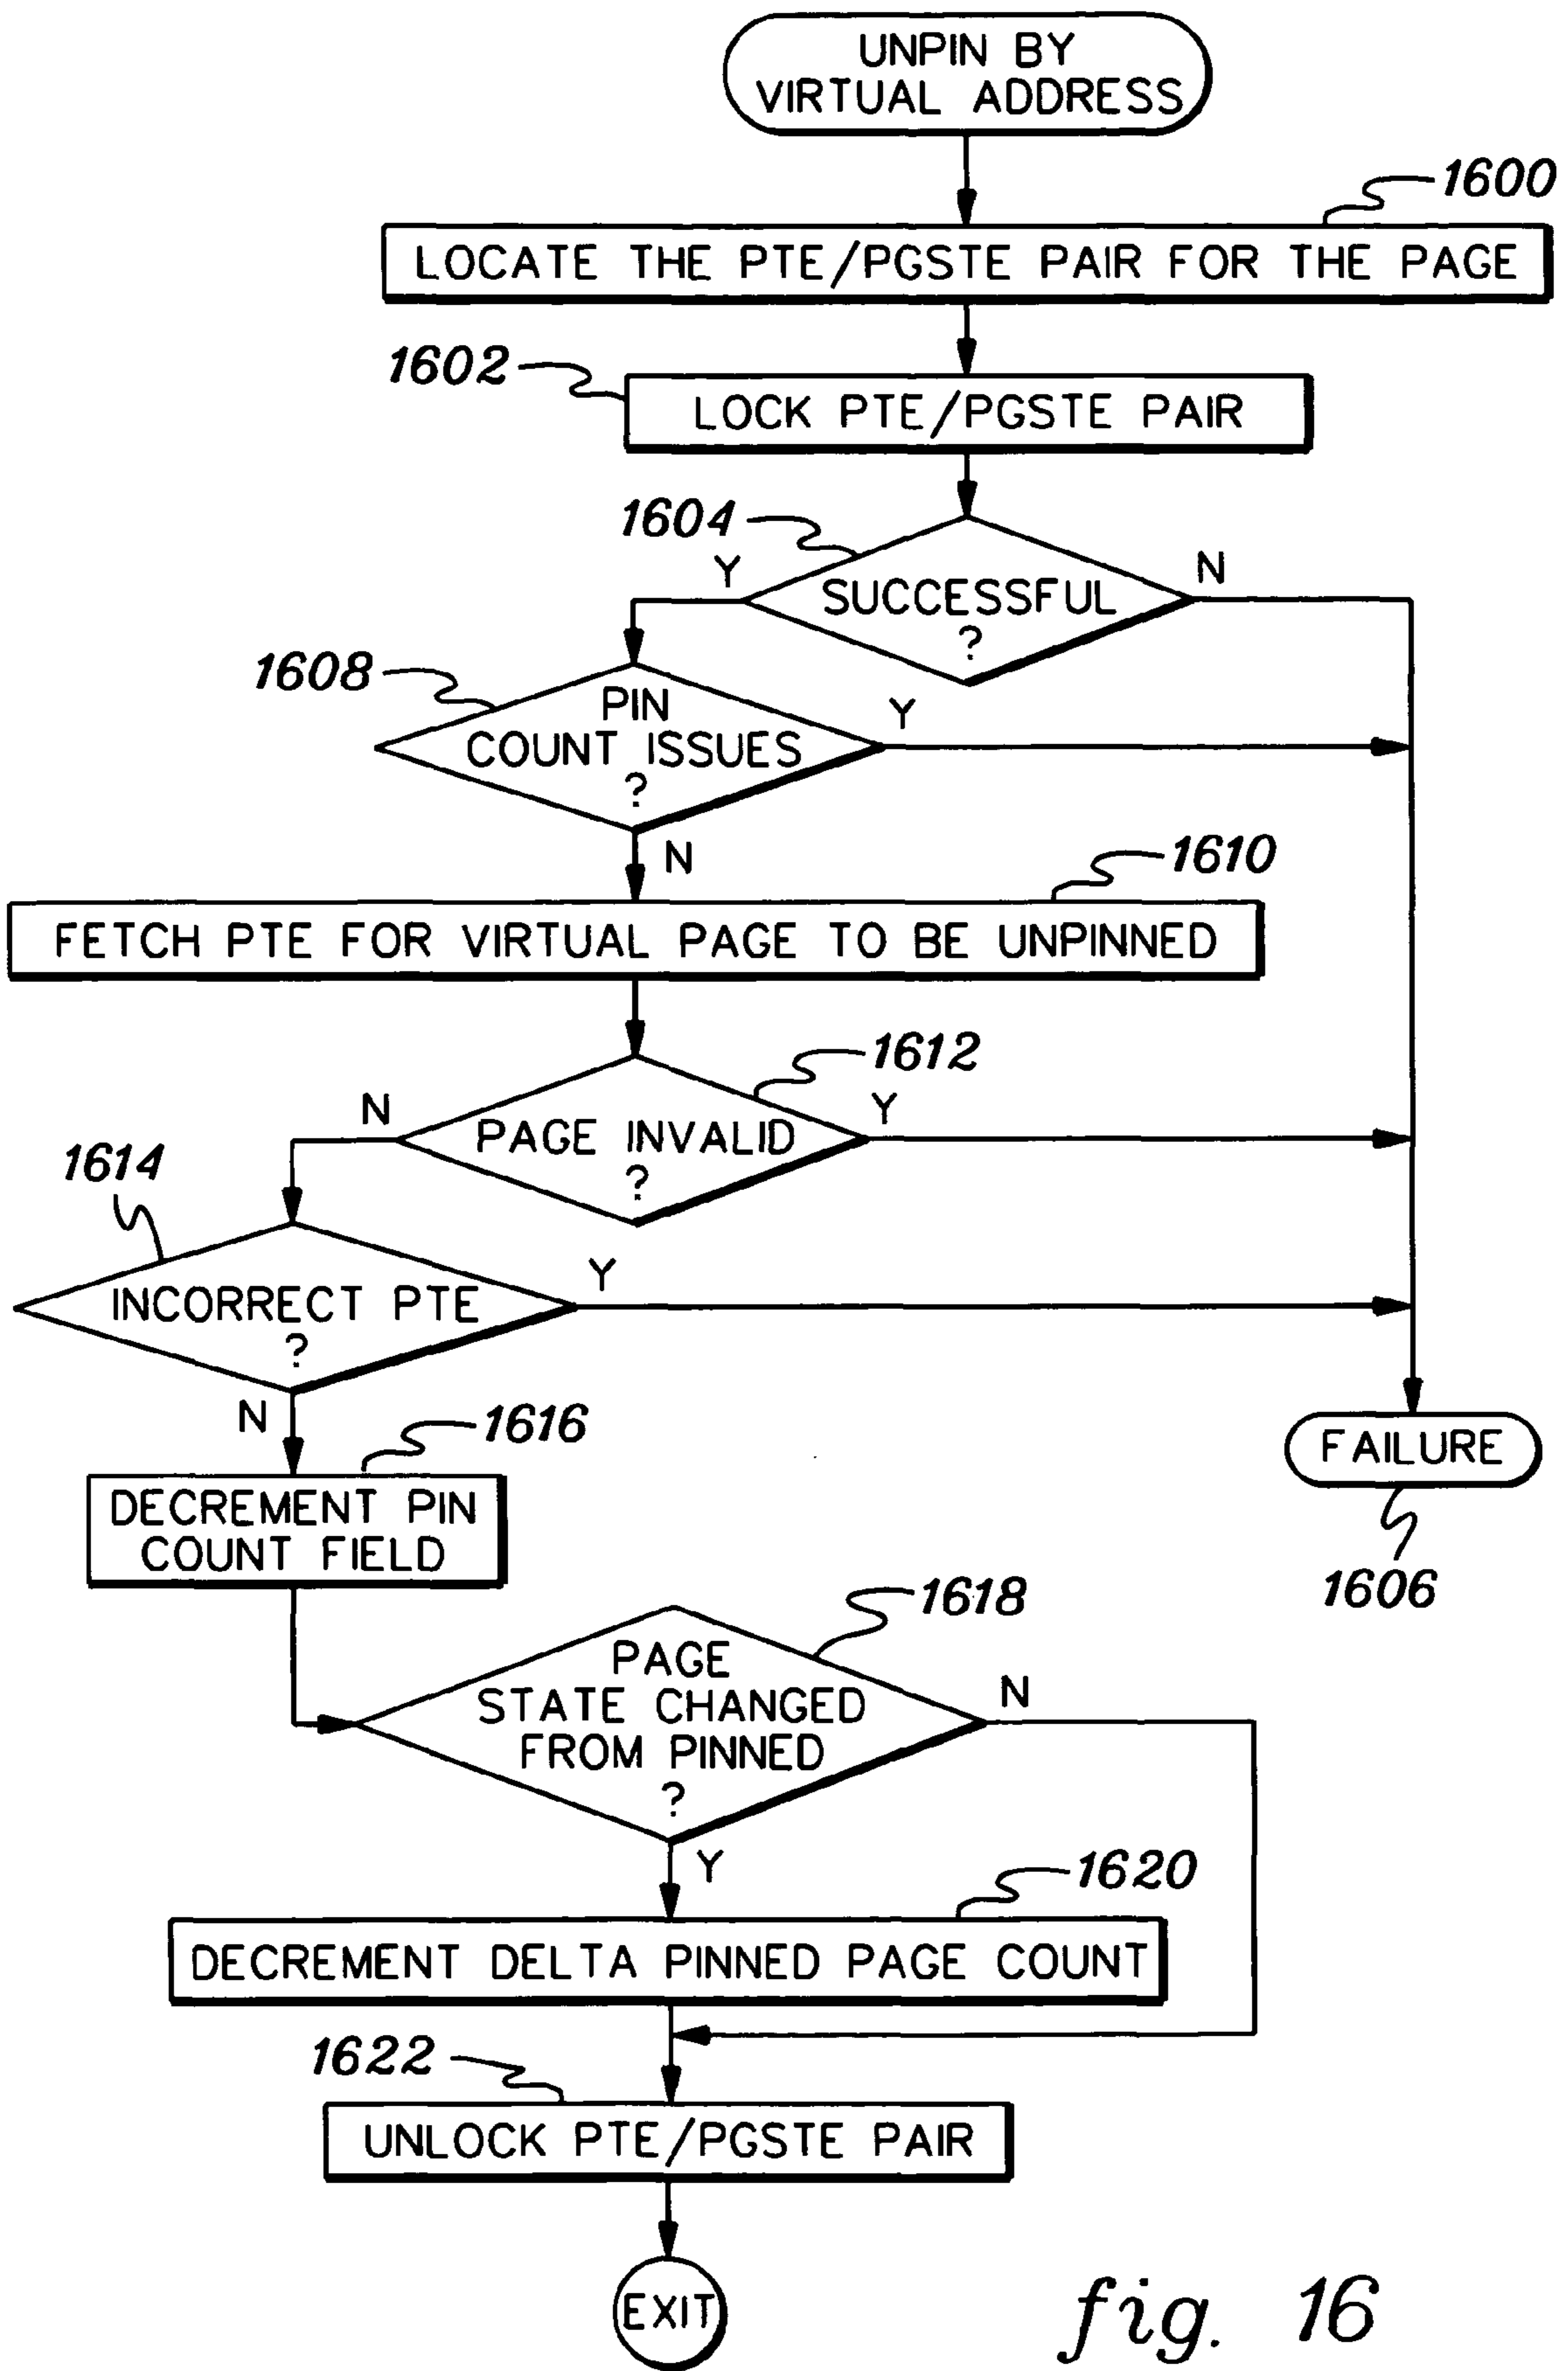 UNPIN BY
VIRTUAL ADDRESS
1600
LOCATE THE PTE/PGSTE PAIR FOR THE PAGE
1602
LOCK PTE/PGSTE PAIR
1604
Y
N
SUCCESSFUL
?
1608
PIN
COUNT ISSUES
?
Y
N
1610
FETCH PTE FOR VIRTUAL PAGE TO BE UNPINNED
1612
N
Y
PAGE INVALID
?
1614
INCORRECT PTE
?
Y
N
1616
DECREMENT PIN
COUNT FIELD
FAILURE
1606
1618
PAGE
STATE CHANGED
FROM PINNED
?
N
Y
1620
DECREMENT DELTA PINNED PAGE COUNT
1622
UNLOCK PTE/PGSTE PAIR
EXIT
fig. 16